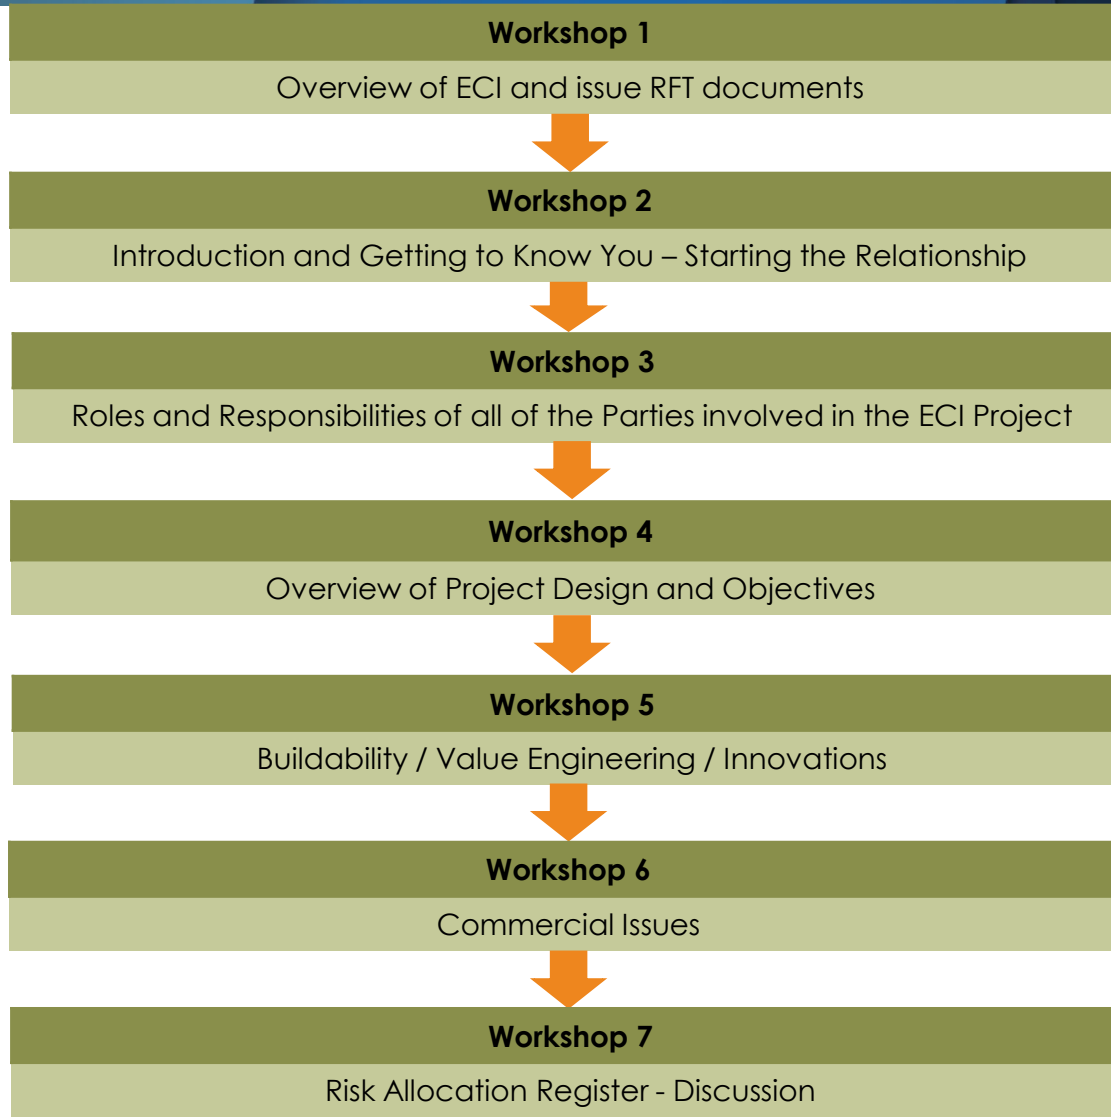 Workshop 1
Overview of ECI and issue RFT documents
Workshop 2
Introduction and Getting to Know You – Starting the Relationship
Workshop 3
Roles and Responsibilities of all of the Parties involved in the ECI Project
Workshop 4
Overview of Project Design and Objectives
Workshop 5
Buildability / Value Engineering / Innovations
Workshop 6
Commercial Issues
Workshop 7
Risk Allocation Register - Discussion